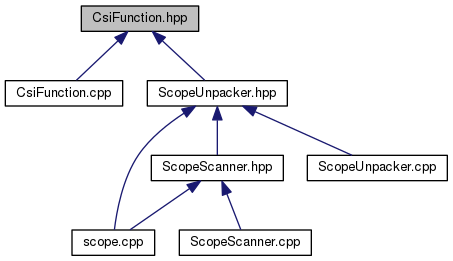 CsiFunction.hpp
CsiFunction.cpp
ScopeUnpacker.hpp
ScopeScanner.hpp
ScopeUnpacker.cpp
scope.cpp
ScopeScanner.cpp